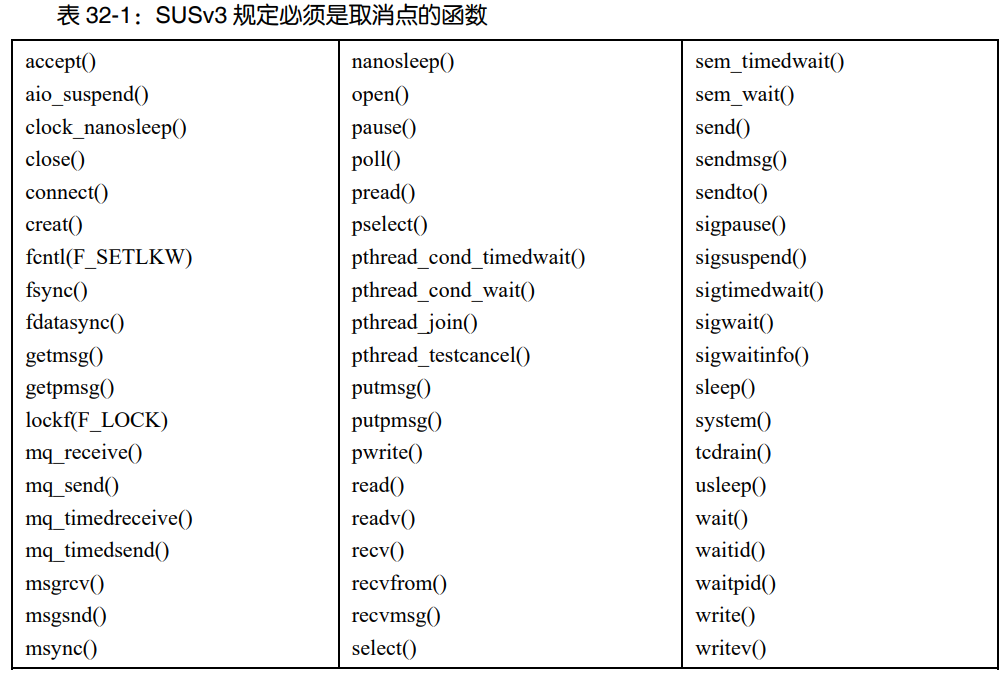 表 32-1：SUSv3 规定必须是取消点的函数
accept()
aio_suspend()
clock_nanosleep()
close()
connect()
creat()
fcntl(F_SETLKW)
fsync()
fdatasync()
getmsg()
getpmsg()
lockf(F_LOCK)
mq_receive()
mq_send()
mq_timedreceive()
mq_timedsend()
msgrcv()
msgsnd()
msync()
nanosleep()
open()
pause()
poll()
pread()
pselect()
pthread_cond_timedwait()
pthread_cond_wait()
pthread_join()
pthread_testcancel()
putmsg()
putpmsg()
pwrite()
read()
readv()
recv()
recvfrom()
recvmsg()
select()
sem_timedwait()
sem_wait()
send()
sendmsg()
sendto()
sigpause()
sigsuspend()
sigtimedwait()
sigwait()
sigwaitinfo()
sleep()
system()
tcdrain()
usleep()
wait()
waitid()
waitpid()
write()
writev()